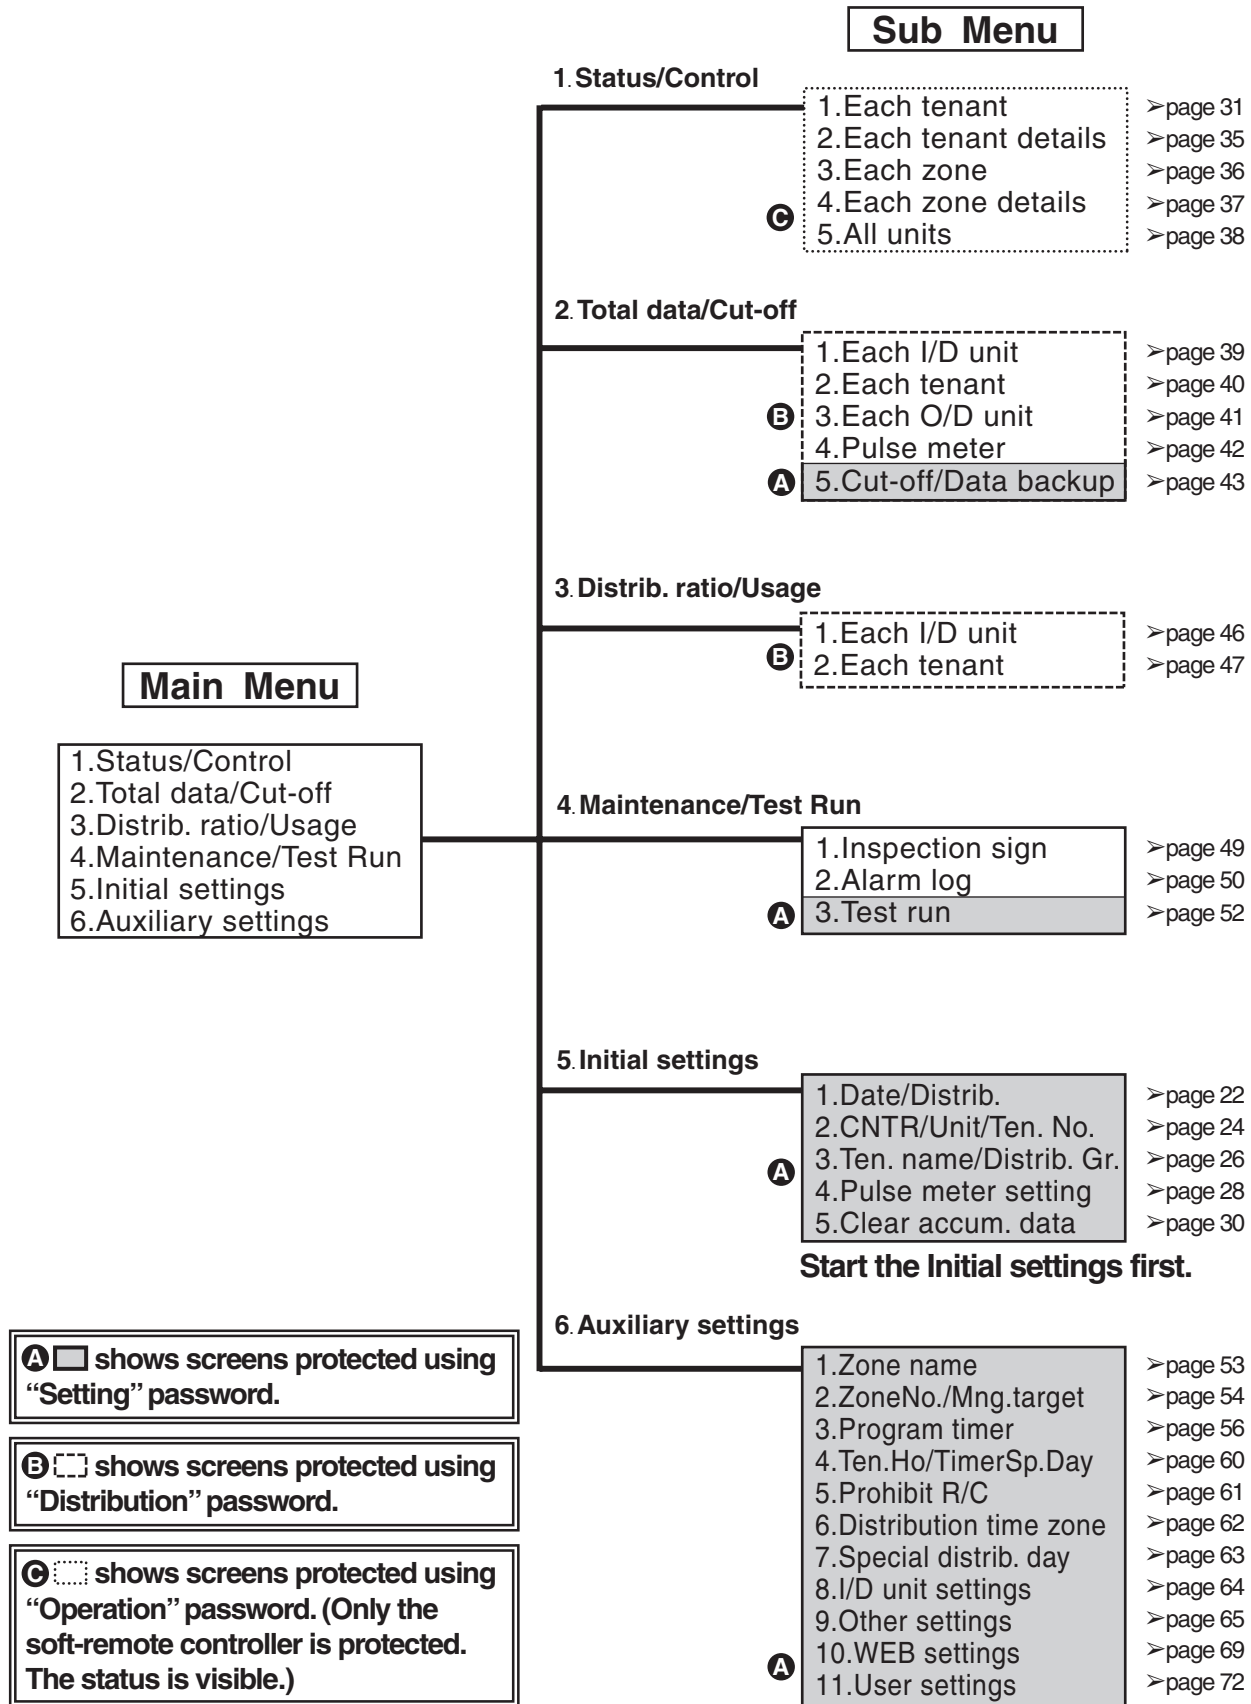 Sub Menu
1. Status/Control
1.Each tenant ➢page 31
2.Each tenant details ➢page 35
3.Each zone ➢page 36
4.Each zone details ➢page 37
C
5.All units ➢page 38
2. Total data/Cut-off
1.Each I/D unit ➢page 39
2.Each tenant ➢page 40
B 3.Each O/D unit ➢page 41
4.Pulse meter ➢page 42
A 5.Cut-off/Data backup ➢page 43
3. Distrib. ratio/Usage
1.Each I/D unit ➢page 46
B 2.Each tenant ➢page 47
Main Menu
1.Status/Control
2.Total data/Cut-off
3.Distrib. ratio/Usage
4.Maintenance/Test Run
5.Initial settings
6.Auxiliary settings
4. Maintenance/Test Run
1.Inspection sign ➢page 49
2.Alarm log ➢page 50
A 3.Test run ➢page 52
5. Initial settings
1.Date/Distrib. ➢page 22
2.CNTR/Unit/Ten. No. ➢page 24
A 3.Ten. name/Distrib. Gr. ➢page 26
4.Pulse meter setting ➢page 28
5.Clear accum. data ➢page 30
Start the Initial settings first.
6. Auxiliary settings
1.Zone name ➢page 53
2.ZoneNo./Mng.target ➢page 54
3.Program timer ➢page 56
4.Ten.Ho/TimerSp.Day ➢page 60
5.Prohibit R/C ➢page 61
6.Distribution time zone ➢page 62
7.Special distrib. day ➢page 63
8.I/D unit settings ➢page 64
9.Other settings ➢page 65
A 10.WEB settings ➢page 69
11.User settings ➢page 72
A shows screens protected using
“Setting” password.
B shows screens protected using
“Distribution” password.
C shows screens protected using
“Operation” password. (Only the
soft-remote controller is protected.
The status is visible.)